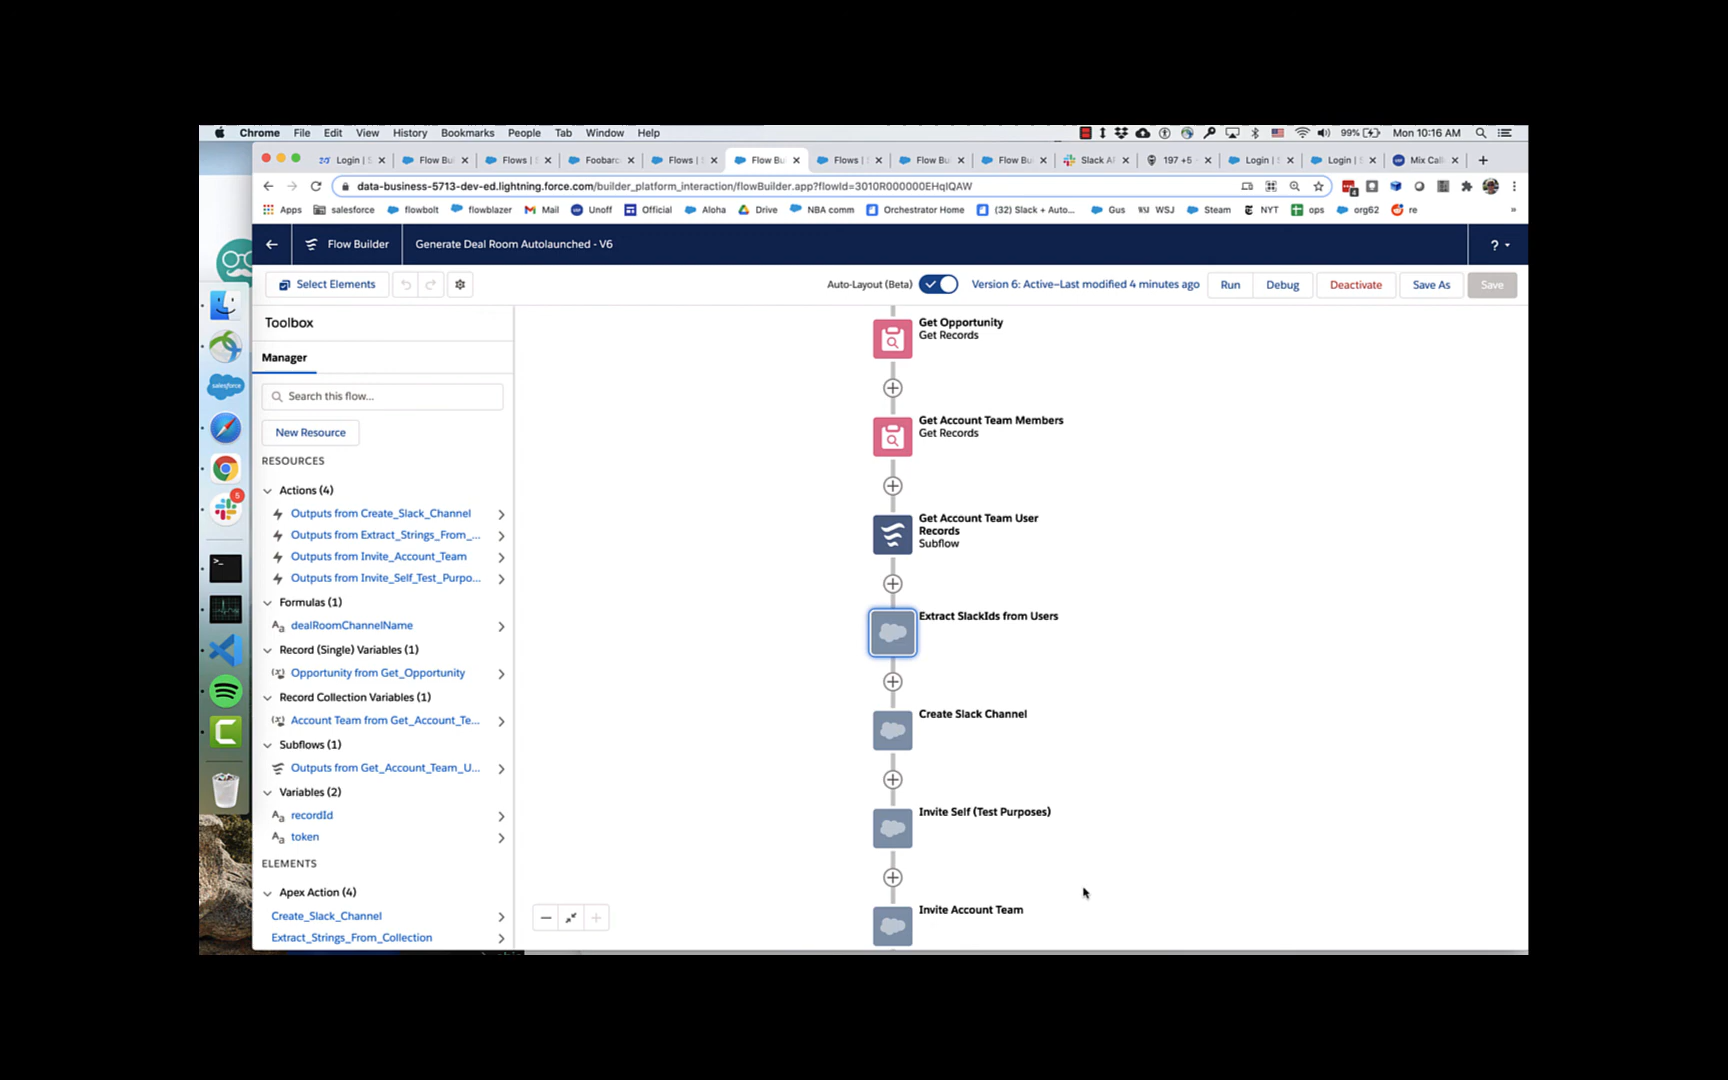 Chrome File Edit View History Bookmarks People Tab Window Help 99% Mon 10:16 AM
Login | Flow Bu Flows | Foobar Flows | Flow Bu Flows | Flow Bu Flow Bu Slack A 197 +5 Login | Login | Mix Cal
data-business-5713-dev-ed.lightning.force.com/builder_platform_interaction/flowBuilder.app?flowId=3010R000000EHqIQAW
Apps salesforce flowbolt flowblazer Mail Unoff Official Aloha Drive NBA comm Orchestrator Home (32) Slack + Auto... Gus WSJ Steam NYT ops org62 re »
Flow Builder Generate Deal Room Autolaunched - V6 ?
Select Elements Auto-Layout (Beta) Version 6: Active–Last modified 4 minutes ago Run Debug Deactivate Save As Save
Toolbox
Manager
Search this flow...
New Resource
RESOURCES
Actions (4)
Outputs from Create_Slack_Channel
Outputs from Extract_Strings_From_...
Outputs from Invite_Account_Team
Outputs from Invite_Self_Test_Purpo...
Formulas (1)
dealRoomChannelName
Record (Single) Variables (1)
Opportunity from Get_Opportunity
Record Collection Variables (1)
Account Team from Get_Account_Te...
Subflows (1)
Outputs from Get_Account_Team_U...
Variables (2)
recordId
token
ELEMENTS
Apex Action (4)
Create_Slack_Channel
Extract_Strings_From_Collection
Get Opportunity
Get Records
Get Account Team Members
Get Records
Get Account Team User
Records
Subflow
Extract SlackIds from Users
Create Slack Channel
Invite Self (Test Purposes)
Invite Account Team
salesforce
5